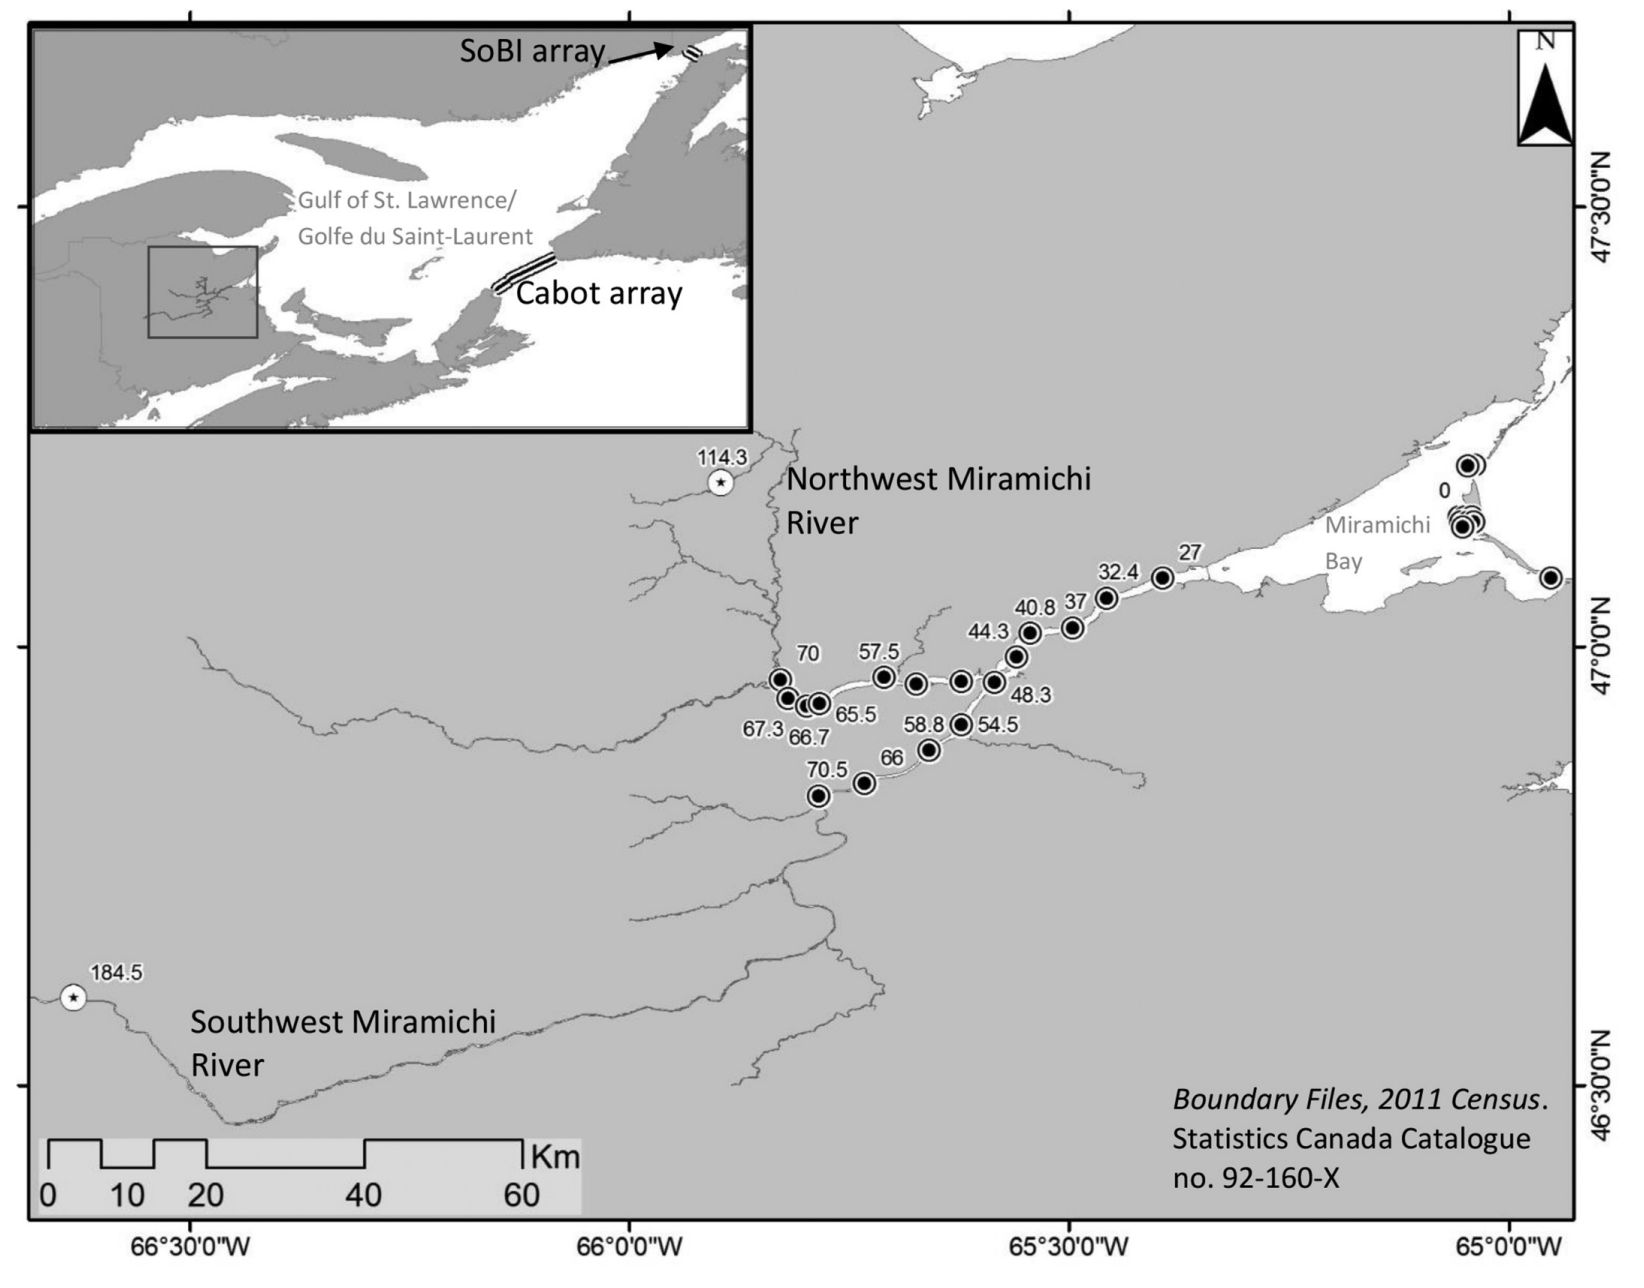 SoBI array
Gulf of St. Lawrence/
Golfe du Saint-Laurent
Cabot array
N
47°30'0"N
114.3
Northwest Miramichi
River
0
Miramichi
Bay
27
32.4
37
40.8
44.3
47°0'0"N
70
57.5
48.3
65.5
67.3
66.7
58.8
54.5
66
70.5
184.5
Southwest Miramichi
River
46°30'0"N
Boundary Files, 2011 Census.
Statistics Canada Catalogue
no. 92-160-X
Km
0 10 20 40 60
66°30'0"W 66°0'0"W 65°30'0"W 65°0'0"W